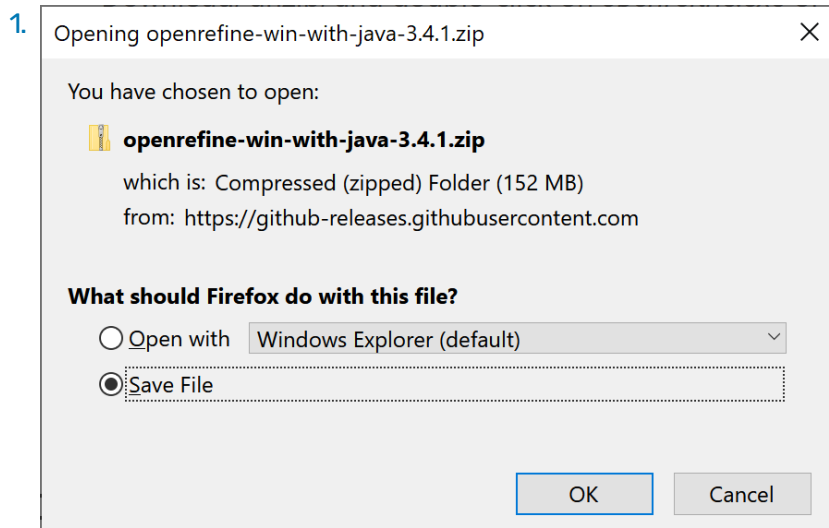 1.
Opening openrefine-win-with-java-3.4.1.zip
You have chosen to open:
openrefine-win-with-java-3.4.1.zip
which is: Compressed (zipped) Folder (152 MB)
from: https://github-releases.githubusercontent.com
What should Firefox do with this file?
Open with Windows Explorer (default)
Save File
OK Cancel